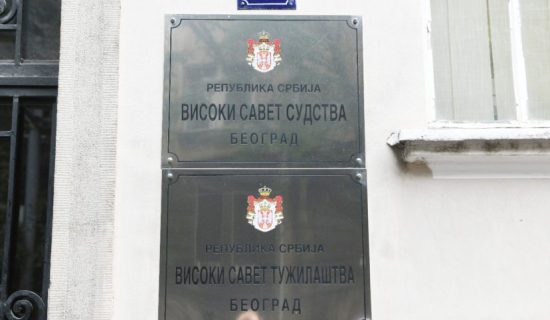 РЕПУБЛИКА СРБИЈА
ВИСОКИ САВЕТ СУДСТВА
БЕОГРАД
РЕПУБЛИКА СРБИЈА
ВИСОКИ САВЕТ ТУЖИЛАШТВА
БЕОГРАД